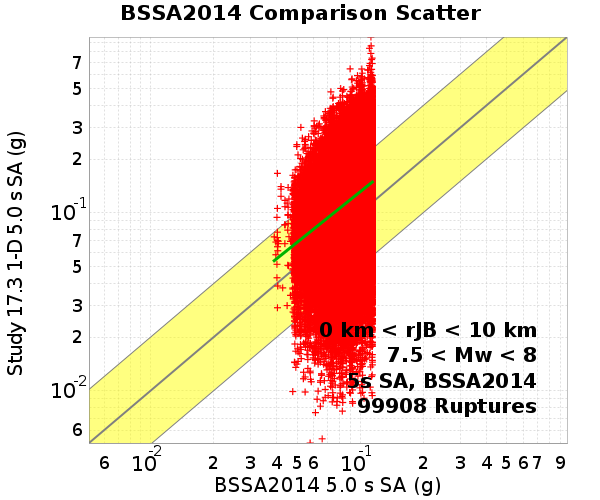 BSSA2014 Comparison Scatter
Study 17.3 1-D 5.0 s SA (g)
7
5
3
2
10-1
7
5
3
2
10-2
6
0 km < rJB < 10 km
7.5 < Mw < 8
5s SA, BSSA2014
99908 Ruptures
6 10-2 2 3 4 5 6 10-1 2 3 4 5 6 7 9
BSSA2014 5.0 s SA (g)